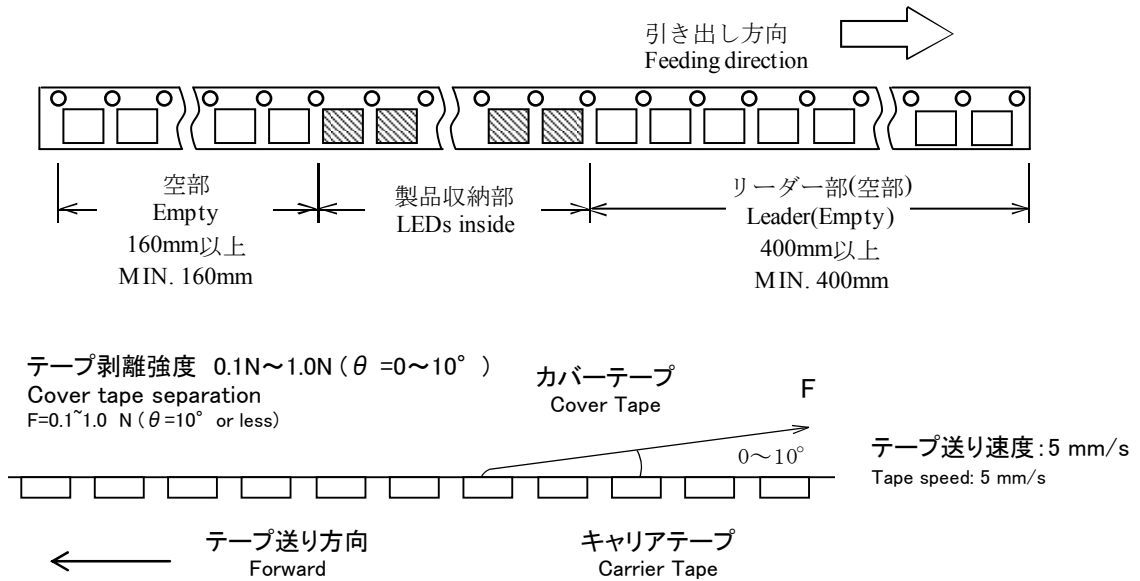 引き出し方向
Feeding direction
空部
Empty
160mm以上
MIN. 160mm
製品収納部
LEDs inside
リーダー部(空部)
Leader(Empty)
400mm以上
MIN. 400mm
テープ剥離強度 0.1N～1.0N ( θ =0～10° )
Cover tape separation
F=0.1~1.0 N ( θ=10° or less)
カバーテープ
Cover Tape
F
0～10°
テープ送り速度:5 mm/s
Tape speed: 5 mm/s
テープ送り方向
Forward
キャリアテープ
Carrier Tape